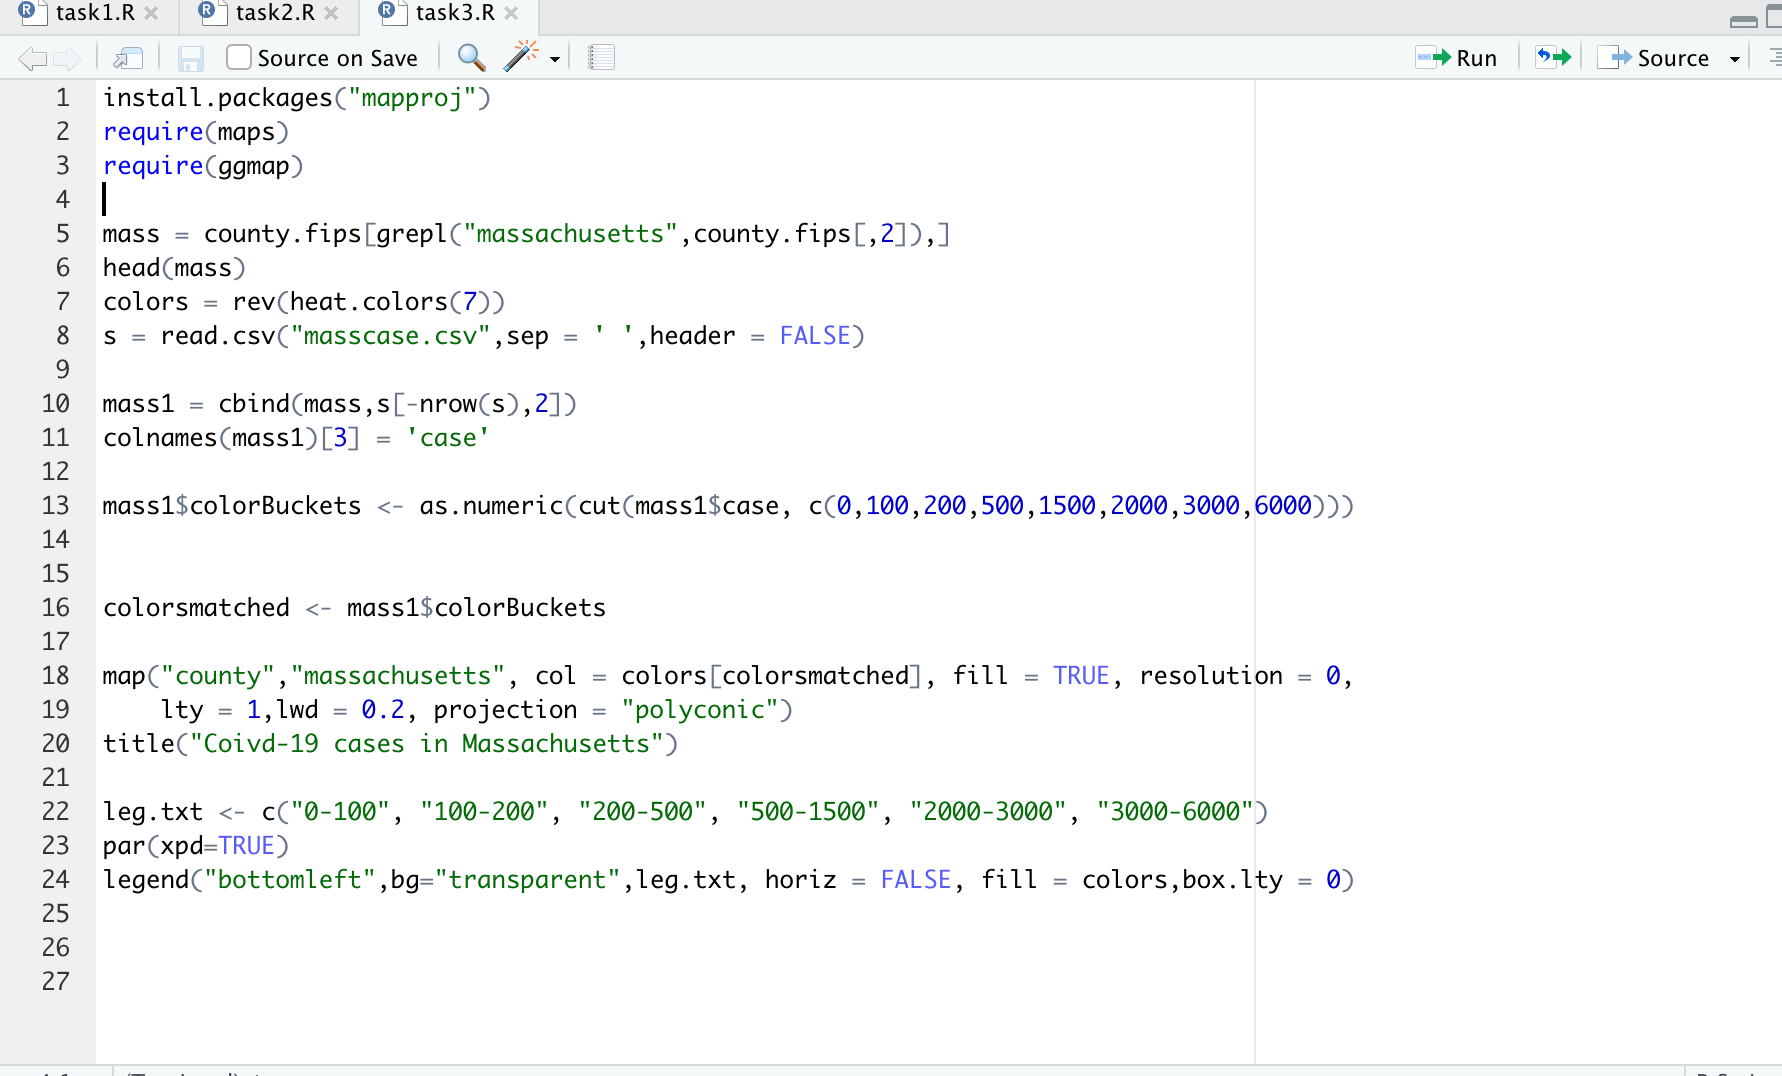 task1.R task2.R task3.R
Source on Save Run Source
1 install.packages("mapproj")
2 require(maps)
3 require(ggmap)
4
5 mass = county.fips[grepl("massachusetts",county.fips[,2]),]
6 head(mass)
7 colors = rev(heat.colors(7))
8 s = read.csv("masscase.csv",sep = ' ',header = FALSE)
9
10 mass1 = cbind(mass,s[-nrow(s),2])
11 colnames(mass1)[3] = 'case'
12
13 mass1$colorBuckets <- as.numeric(cut(mass1$case, c(0,100,200,500,1500,2000,3000,6000)))
14
15
16 colorsmatched <- mass1$colorBuckets
17
18 map("county","massachusetts", col = colors[colorsmatched], fill = TRUE, resolution = 0,
19 lty = 1,lwd = 0.2, projection = "polyconic")
20 title("Coivd-19 cases in Massachusetts")
21
22 leg.txt <- c("0-100", "100-200", "200-500", "500-1500", "2000-3000", "3000-6000")
23 par(xpd=TRUE)
24 legend("bottomleft",bg="transparent",leg.txt, horiz = FALSE, fill = colors,box.lty = 0)
25
26
27